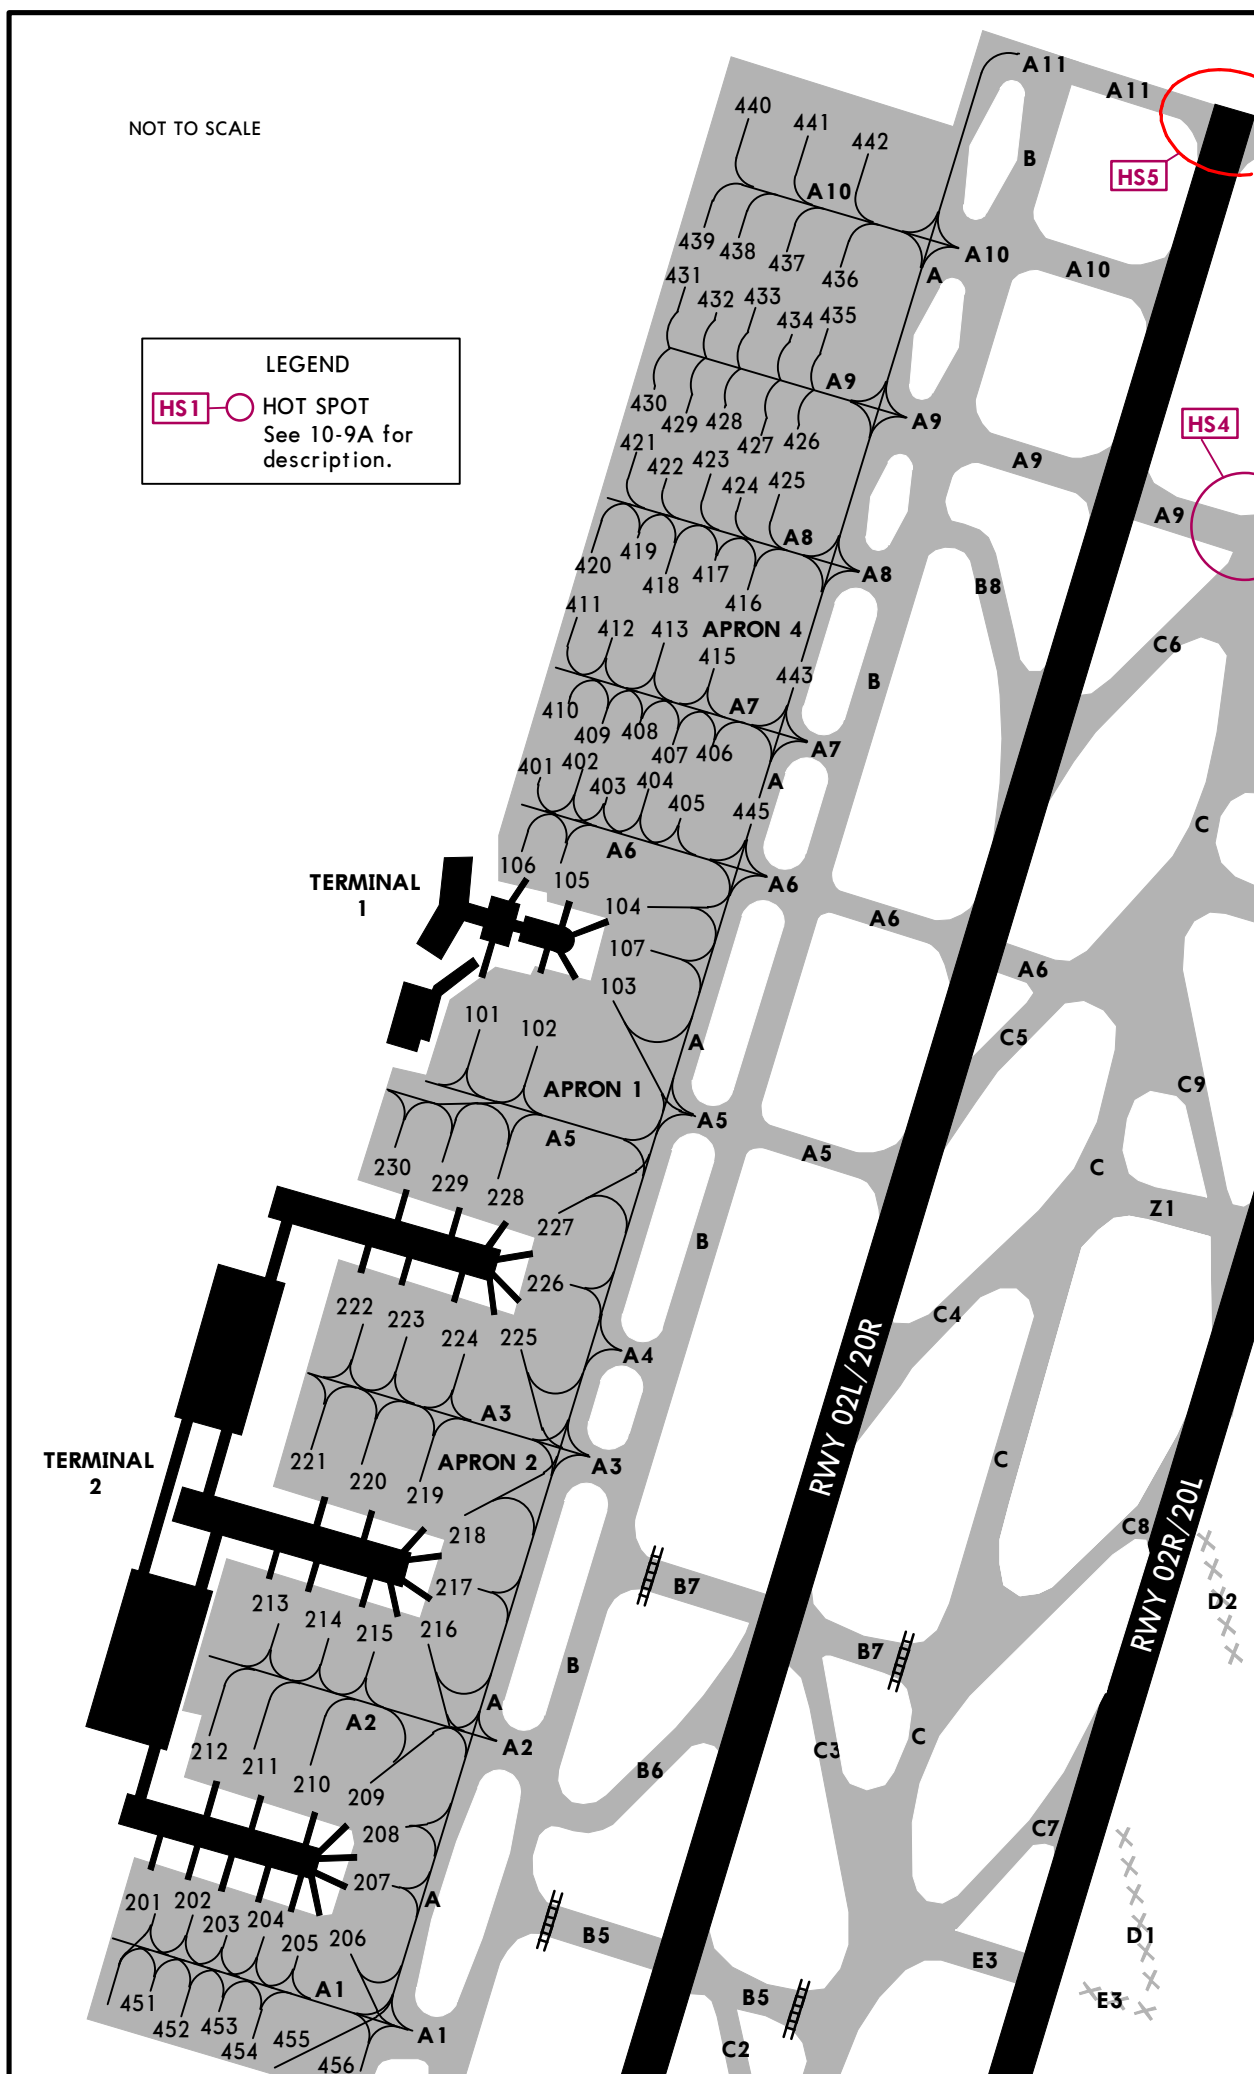 A11
A11
440
441
442
NOT TO SCALE
B
HS5
A10
439
438
437
436
A10
A10
A
431
432
433
434
435
LEGEND
HS1
HOT SPOT
See 10-9A for
description.
A9
430
429
428
427
426
A9
HS4
421
422
423
424
425
A9
A9
A8
420
419
418
417
416
A8
B8
411
412
413
APRON 4
415
443
C6
B
410
409
408
407
406
A7
A7
401
402
403
404
405
A
445
C
A6
106
105
TERMINAL
1
A6
104
A6
107
A6
103
101
102
A
C5
C9
APRON 1
A5
A5
A5
C
230
229
228
227
Z1
B
226
222
223
224
225
C4
A4
RWY 02L/20R
A3
221
220
219
APRON 2
A3
C
TERMINAL
2
218
C8
RWY 02R/20L
217
B7
D2
213
214
215
216
B7
B
A
A2
A2
212
211
210
209
B6
C3
C
208
C7
207
A
201
202
203
204
205
206
B5
D1
E3
A1
451
452
453
454
455
456
A1
B5
E3
C2